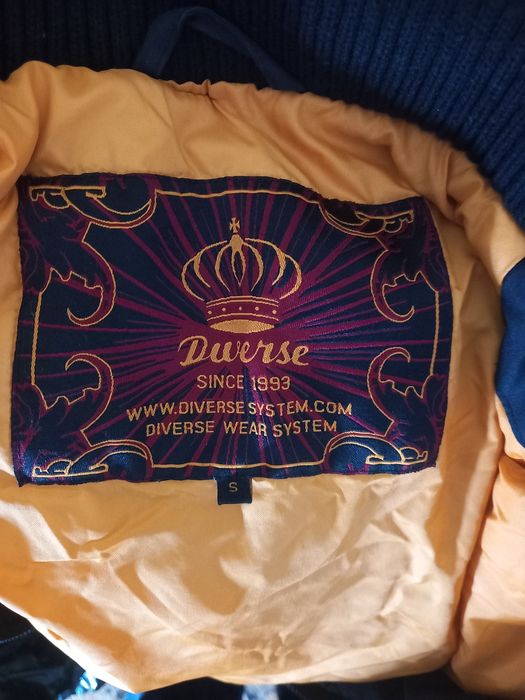 Diverse
SINCE 1993
WWW.DIVERSESYSTEM.COM
DIVERSE WEAR SYSTEM
S